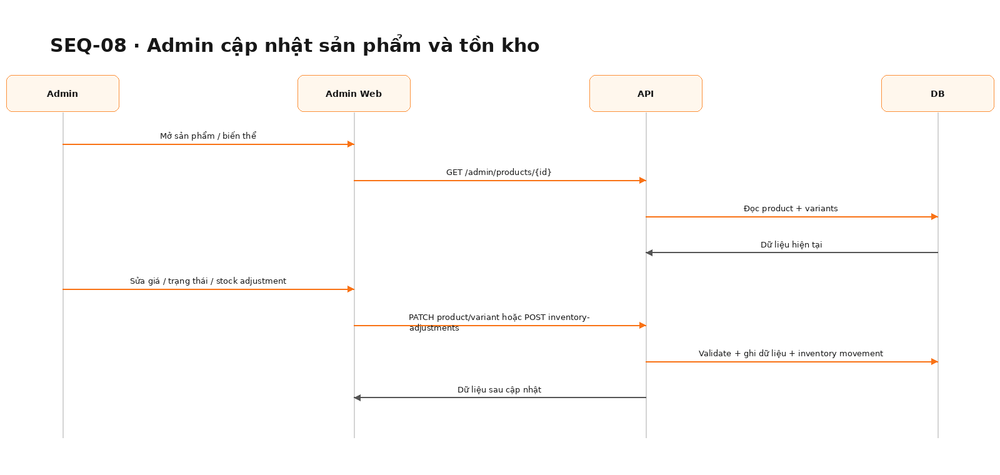 SEQ-08 · Admin cập nhật sản phẩm và tồn kho
Admin
Admin Web
API
DB
Mở sản phẩm / biến thể
GET /admin/products/{id}
Đọc product + variants
Dữ liệu hiện tại
Sửa giá / trạng thái / stock adjustment
PATCH product/variant hoặc POST inventory-
adjustments
Validate + ghi dữ liệu + inventory movement
Dữ liệu sau cập nhật